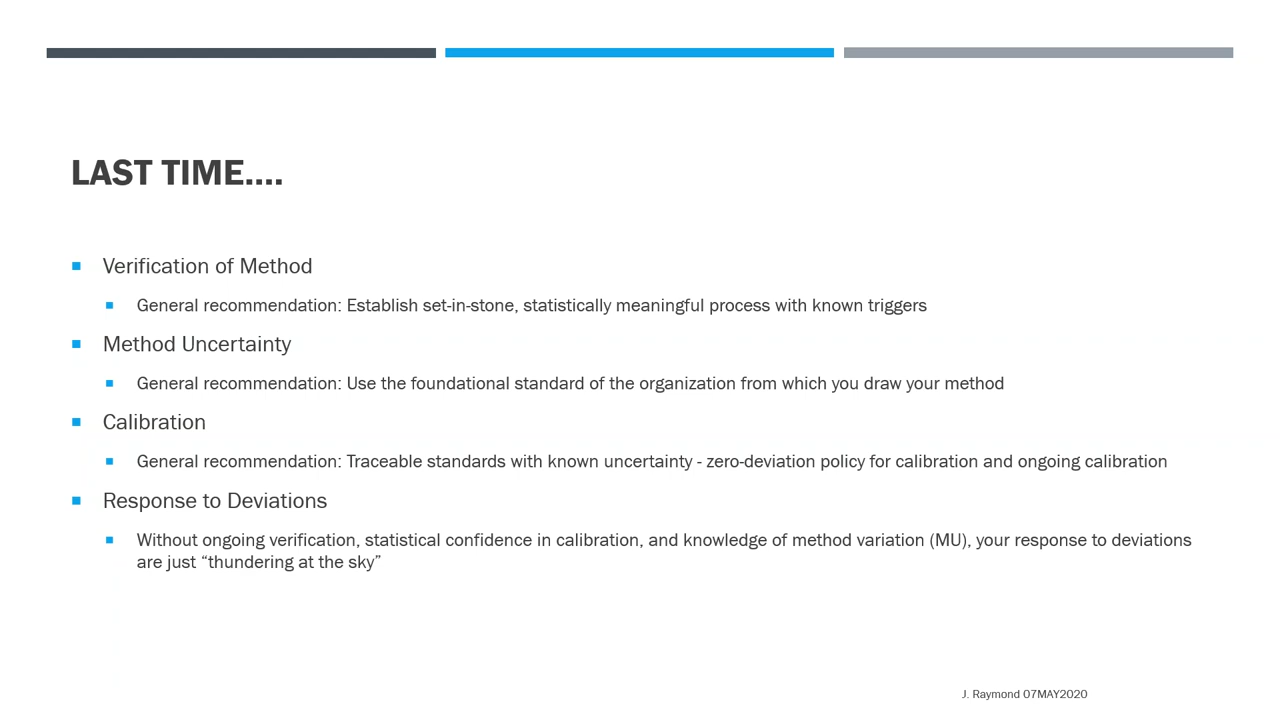 LAST TIME....
Verification of Method
General recommendation: Establish set-in-stone, statistically meaningful process with known triggers
Method Uncertainty
General recommendation: Use the foundational standard of the organization from which you draw your method
Calibration
General recommendation: Traceable standards with known uncertainty - zero-deviation policy for calibration and ongoing calibration
Response to Deviations
Without ongoing verification, statistical confidence in calibration, and knowledge of method variation (MU), your response to deviations
are just “thundering at the sky”
J. Raymond 07MAY2020